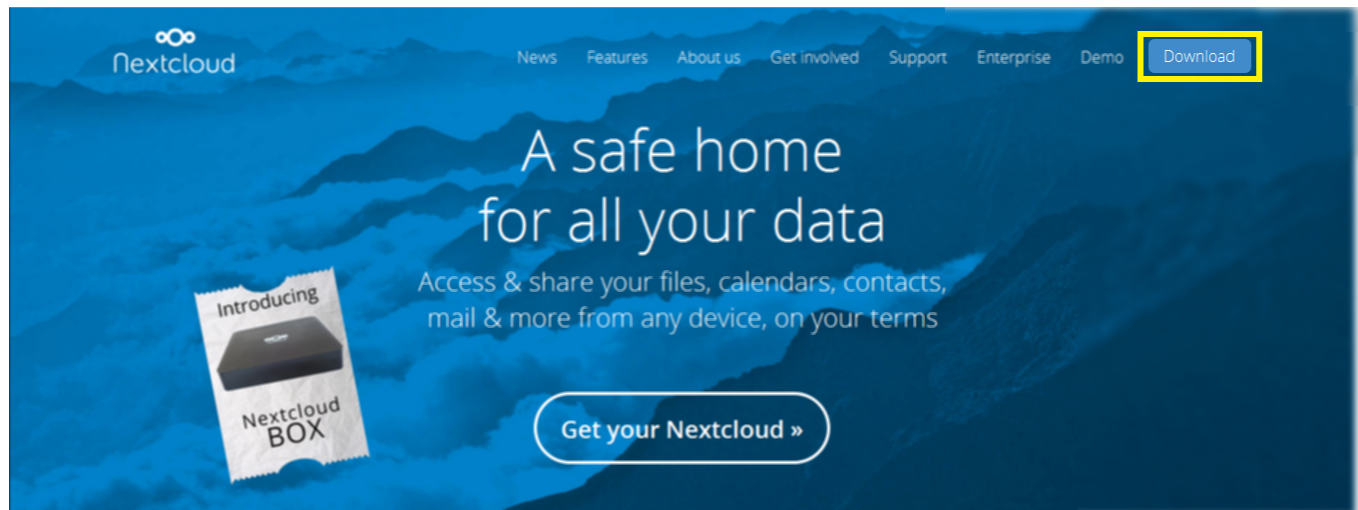 Nextcloud
News Features About us Get involved Support Enterprise Demo Download
A safe home
for all your data
Access & share your files, calendars, contacts,
mail & more from any device, on your terms
Introducing
Nextcloud
BOX
Get your Nextcloud »